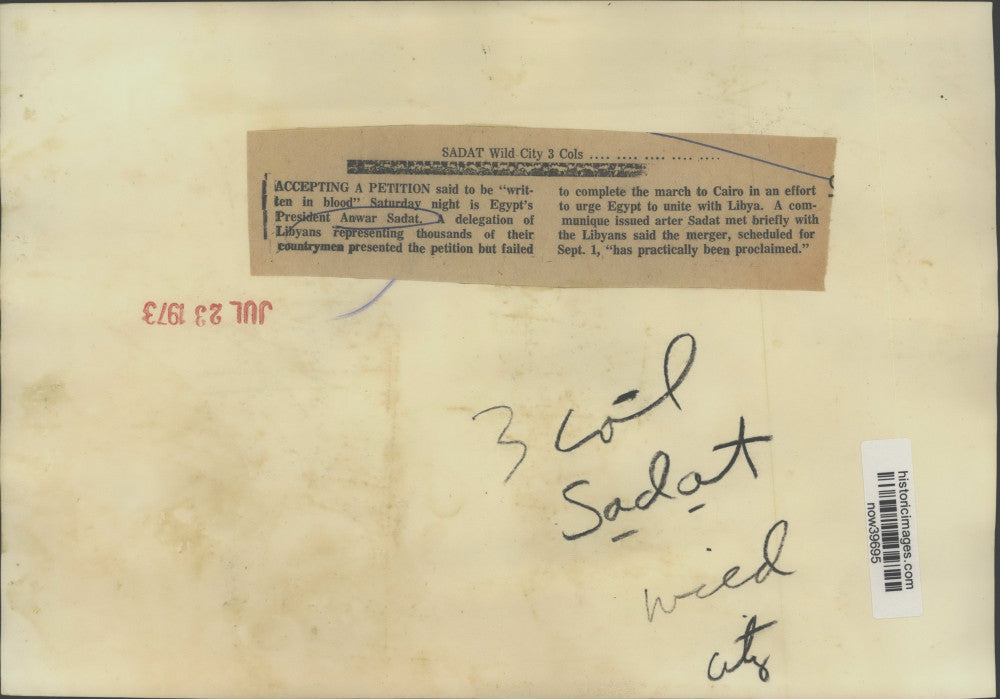 SADAT Wild City 3 Cols .... .... .... .... ....
ACCEPTING A PETITION said to be “writ-
ten in blood” Saturday night is Egypt’s
President Anwar Sadat. A delegation of
Libyans representing thousands of their
countrymen presented the petition but failed
to complete the march to Cairo in an effort
to urge Egypt to unite with Libya. A com-
munique issued arter Sadat met briefly with
the Libyans said the merger, scheduled for
Sept. 1, “has practically been proclaimed.”
JUL 23 1973
3 Col
Sadat
wild
city
historicimages.com
now39695